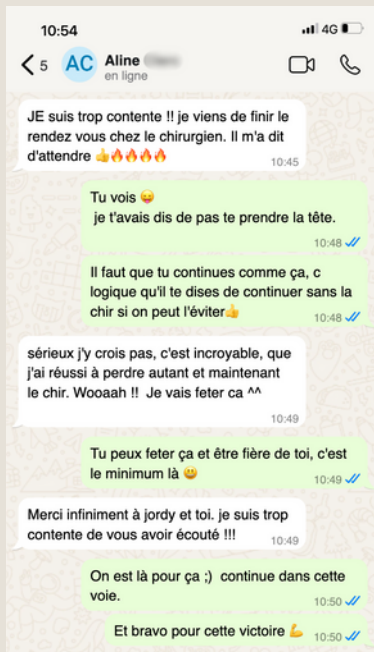 10:54
4G
5
AC
Aline
en ligne
JE suis trop contente !! je viens de finir le
rendez vous chez le chirurgien. Il m'a dit
d'attendre 👍🔥🔥🔥🔥
10:45
Tu vois 😝
je t'avais dis de pas te prendre la tête.
10:48
Il faut que tu continues comme ça, c
logique qu'il te dises de continuer sans la
chir si on peut l'éviter👍
10:48
sérieux j'y crois pas, c'est incroyable, que
j'ai réussi à perdre autant et maintenant
le chir. Wooaah !! Je vais feter ca ^^
10:49
Tu peux feter ça et être fière de toi, c'est
le minimum là 😃
10:49
Merci infiniment à jordy et toi. je suis trop
contente de vous avoir écouté !!!
10:49
On est là pour ça ;) continue dans cette
voie.
10:50
Et bravo pour cette victoire 💪
10:50